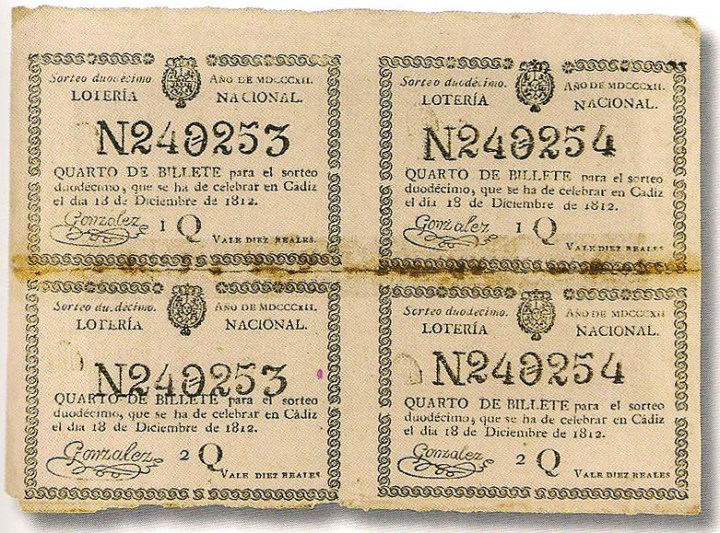 Sorteo duodécimo. AÑO DE MDCCCXII.
LOTERÍA NACIONAL.
N240253
QUARTO DE BILLETE para el sorteo
duodécimo, que se ha de celebrar en Cádiz
el dia 18 de Diciembre de 1812.
Gonzalez 1 Q VALE DIEZ REALES.
Sorteo duodécimo. AÑO DE MDCCCXII.
LOTERÍA NACIONAL.
N240254
QUARTO DE BILLETE para el sorteo
duodécimo, que se ha de celebrar en Cádiz
el dia 18 de Diciembre de 1812.
Gonzalez 1 Q VALE DIEZ REALES.
Sorteo duodécimo. AÑO DE MDCCCXII.
LOTERÍA NACIONAL.
N240253
QUARTO DE BILLETE para el sorteo
duodécimo, que se ha de celebrar en Cádiz
el dia 18 de Diciembre de 1812.
Gonzalez 2 Q VALE DIEZ REALES
Sorteo duodecimo. AÑO DE MDCCCXII
LOTERÍA NACIONAL.
N240254
QUARTO DE BILLETE para el sorteo
duodécimo, que se ha de celebrar en Cádiz
el dia 18 de Diciembre de 1812.
Gonzalez 2 Q VALE DIEZ REALES